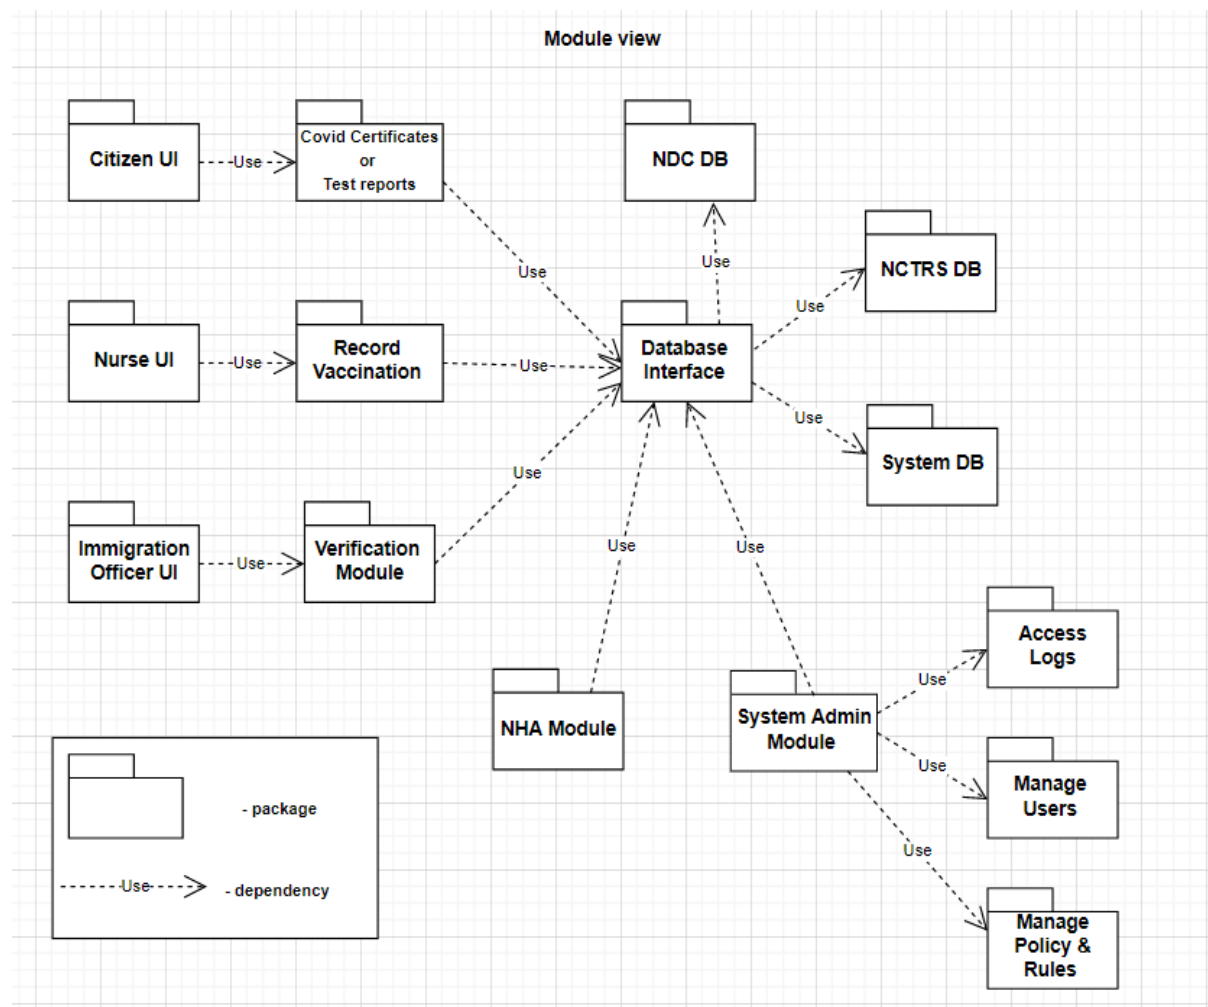 Module view
Citizen UI
Use
Covid Certificates
or
Test reports
NDC DB
NCTRS DB
Use
Use
Use
Nurse UI
Use
Record
Vaccination
Use
Database
Interface
Use
System DB
Use
Immigration
Officer UI
Use
Verification
Module
Use
Use
Access
Logs
NHA Module
System Admin
Module
Use
Use
Manage
Users
Use
Manage
Policy &
Rules
- package
Use
- dependency